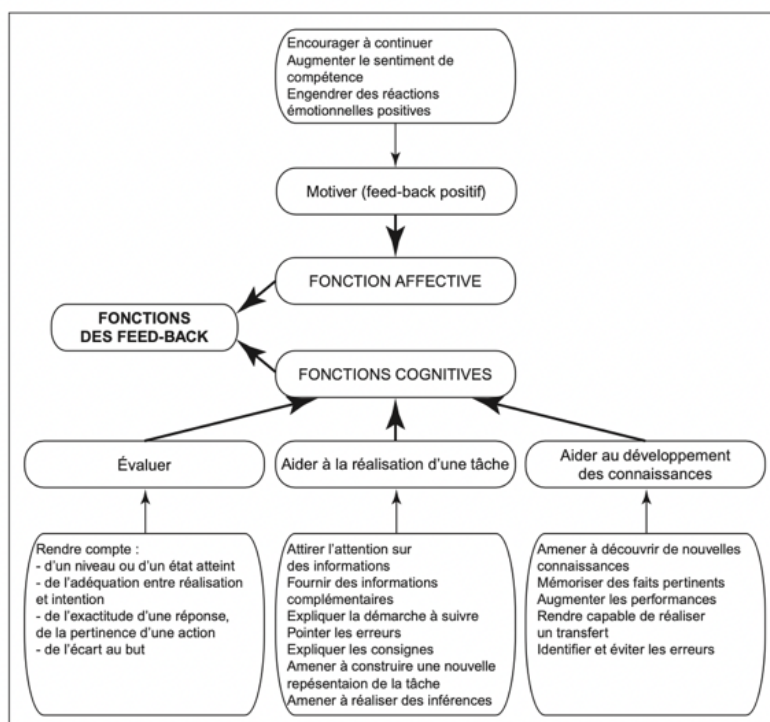 Encourager à continuer
Augmenter le sentiment de
compétence
Engendrer des réactions
émotionnelles positives
Motiver (feed-back positif)
FONCTION AFFECTIVE
FONCTIONS
DES FEED-BACK
FONCTIONS COGNITIVES
Évaluer
Aider à la réalisation d'une tâche
Aider au développement
des connaissances
Rendre compte :
- d'un niveau ou d'un état atteint
- de l'adéquation entre réalisation
et intention
- de l'exactitude d'une réponse,
de la pertinence d'une action
- de l'écart au but
Attirer l'attention sur
des informations
Fournir des informations
complémentaires
Expliquer la démarche à suivre
Pointer les erreurs
Expliquer les consignes
Amener à construire une nouvelle
repésentaion de la tâche
Amener à réaliser des inférences
Amener à découvrir de nouvelles
connaissances
Mémoriser des faits pertinents
Augmenter les performances
Rendre capable de réaliser
un transfert
Identifier et éviter les erreurs